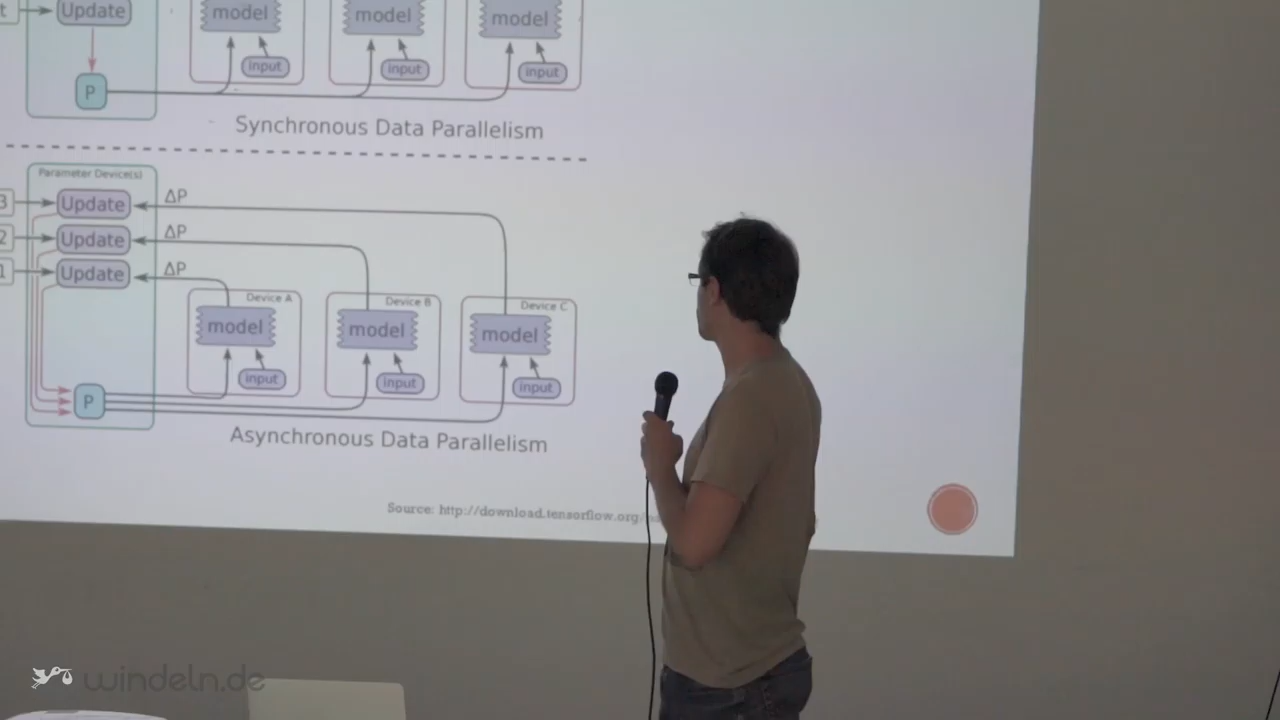 t
Update
model
model
model
input
input
input
P
Synchronous Data Parallelism
Parameter Device(s)
3
Update
ΔP
2
Update
ΔP
1
Update
ΔP
Device A
Device B
Device C
model
model
model
input
input
input
P
Asynchronous Data Parallelism
Source: http://download.tensorflow.org/
windeln.de